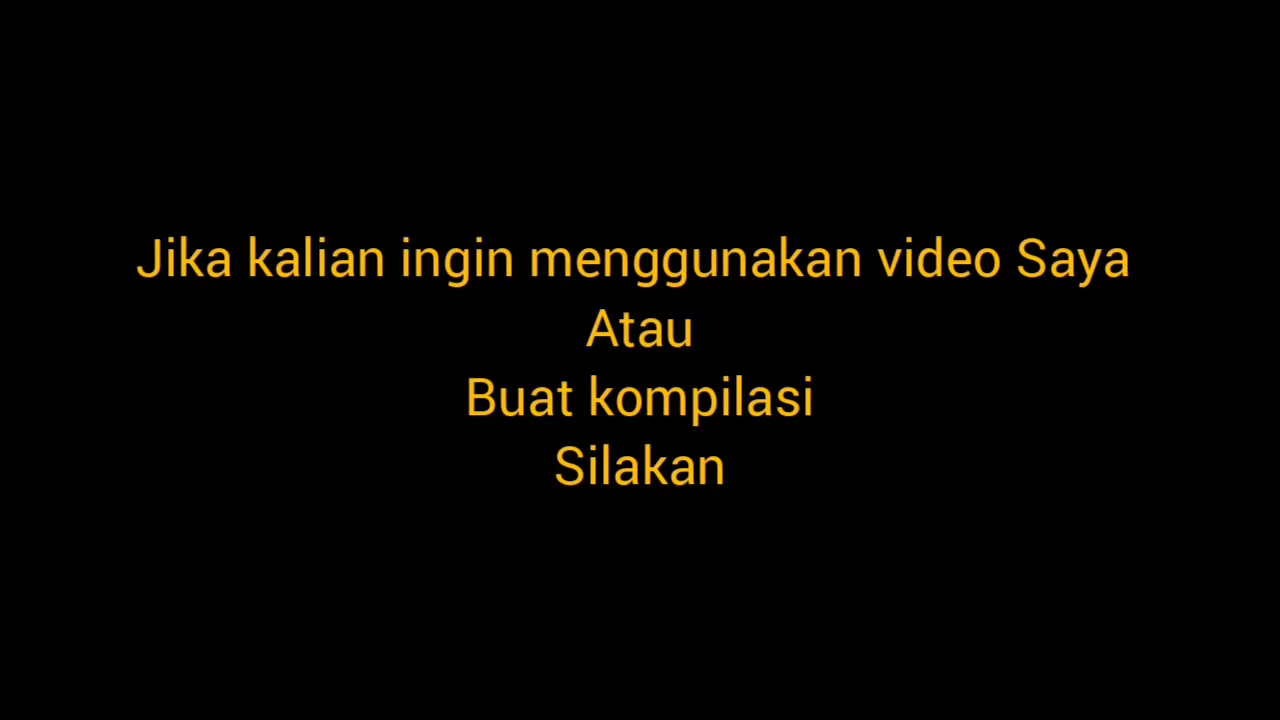 Jika kalian ingin menggunakan video Saya
Atau
Buat kompilasi
Silakan